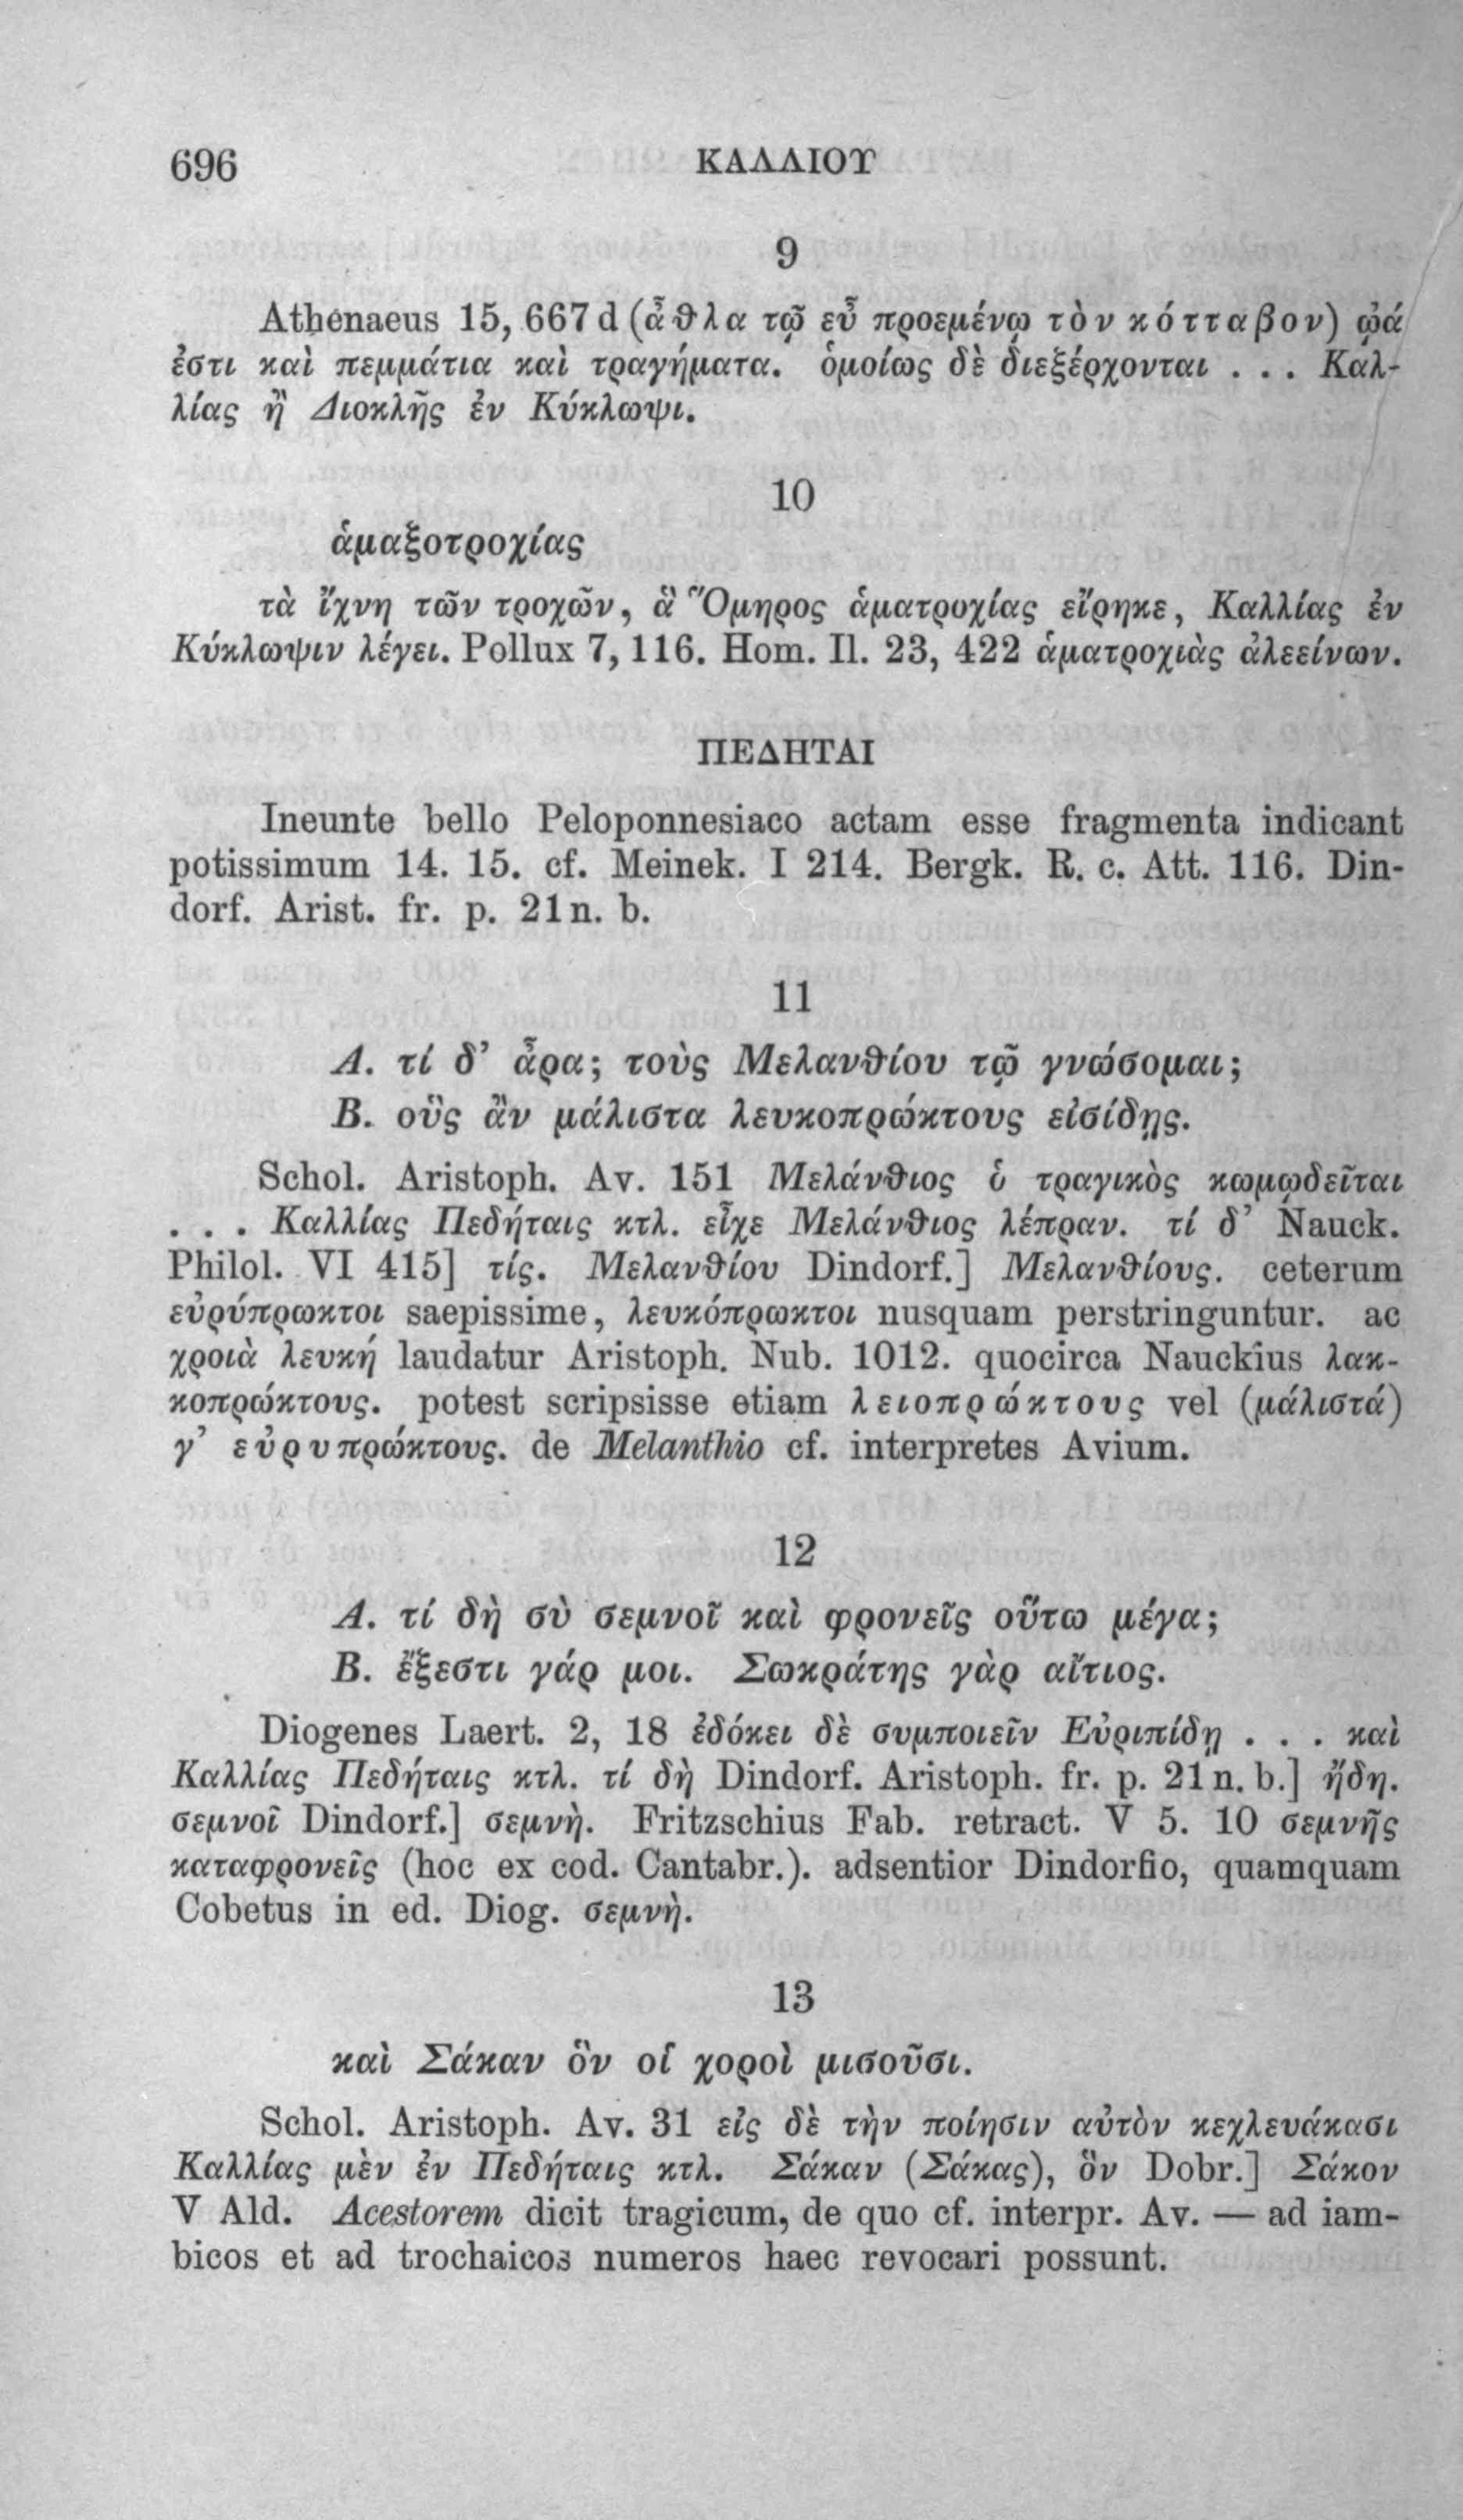 696
ΚΑΛΛΙΟΥ
9
Athenaeus 15, 667 d (ἆθλα τῷ εὖ προεμένῳ τὸν κότταβον) ᾠά
ἐστι καὶ πεμμάτια καὶ τραγήματα. ὁμοίως δὲ διεξέρχονται . . . Καλ-
λίας ἢ Διοκλῆς ἐν Κύκλωψι.
10
ἁμαξοτροχίας
τὰ ἴχνη τῶν τροχῶν, ἃ Ὅμηρος ἁματροχίας εἴρηκε, Καλλίας ἐν
Κύκλωψιν λέγει. Pollux 7, 116. Hom. Il. 23, 422 ἁματροχιὰς ἀλεείνων.
ΠΕΔΗΤΑΙ
Ineunte bello Peloponnesiaco actam esse fragmenta indicant
potissimum 14. 15. cf. Meinek. I 214. Bergk. R. c. Att. 116. Din-
dorf. Arist. fr. p. 21 n. b.
11
Α. τί δ' ἆρα; τοὺς Μελανθίου τῷ γνώσομαι;
Β. οὓς ἂν μάλιστα λευκοπρώκτους εἰσίδῃς.
Schol. Aristoph. Av. 151 Μελάνθιος ὁ τραγικὸς κωμῳδεῖται
. . . Καλλίας Πεδήταις κτλ. εἶχε Μελάνθιος λέπραν. τί δ' Nauck.
Philol. VI 415] τίς. Μελανθίου Dindorf.] Μελανθίους. ceterum
εὐρύπρωκτοι saepissime, λευκόπρωκτοι nusquam perstringuntur. ac
χροιὰ λευκή laudatur Aristoph. Nub. 1012. quocirca Nauckius λακ-
κοπρώκτους. potest scripsisse etiam λειοπρώκτους vel (μάλιστά)
γ' εὐρυπρώκτους. de Melanthio cf. interpretes Avium.
12
Α. τί δὴ σὺ σεμνοῖ καὶ φρονεῖς οὕτω μέγα;
Β. ἔξεστι γάρ μοι. Σωκράτης γὰρ αἴτιος.
Diogenes Laert. 2, 18 ἐδόκει δὲ συμποιεῖν Εὐριπίδῃ . . . καὶ
Καλλίας Πεδήταις κτλ. τί δὴ Dindorf. Aristoph. fr. p. 21 n. b.] ἤδη.
σεμνοῖ Dindorf.] σεμνὴ. Fritzschius Fab. retract. V 5. 10 σεμνῆς
καταφρονεῖς (hoc ex cod. Cantabr.). adsentior Dindorfio, quamquam
Cobetus in ed. Diog. σεμνὴ.
13
καὶ Σάκαν ὃν οἱ χοροὶ μισοῦσι.
Schol. Aristoph. Av. 31 εἰς δὲ τὴν ποίησιν αὐτὸν κεχλευάκασι
Καλλίας μὲν ἐν Πεδήταις κτλ. Σάκαν (Σάκας), ὃν Dobr.] Σάκον
V Ald. Acestorem dicit tragicum, de quo cf. interpr. Av. — ad iam-
bicos et ad trochaicos numeros haec revocari possunt.